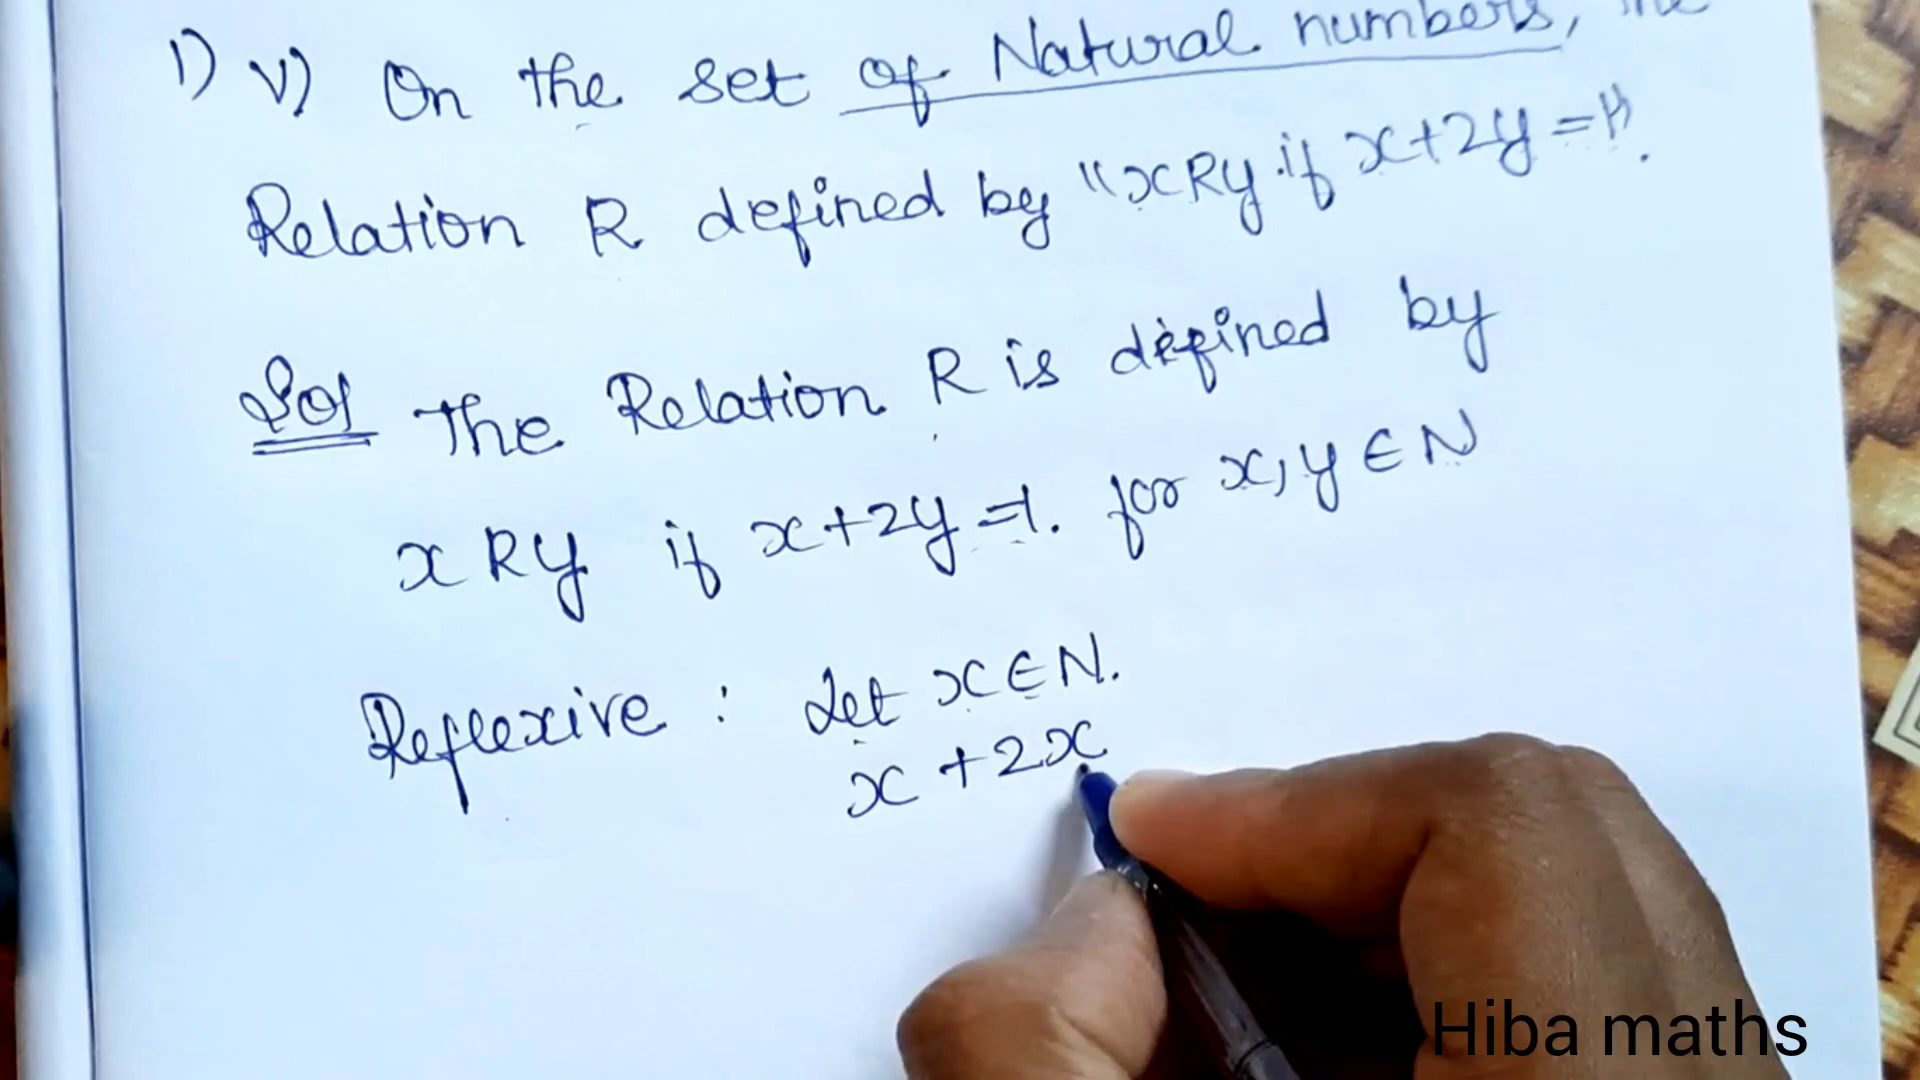 1) v) On the set of Natural numbers, the
Relation R defined by "xRy if x+2y=1".
Sol The Relation R is defined by
x R y if x+2y=1. for x,y ∈ N
Reflexive : Let x ∈ N.
x + 2x
Hiba maths